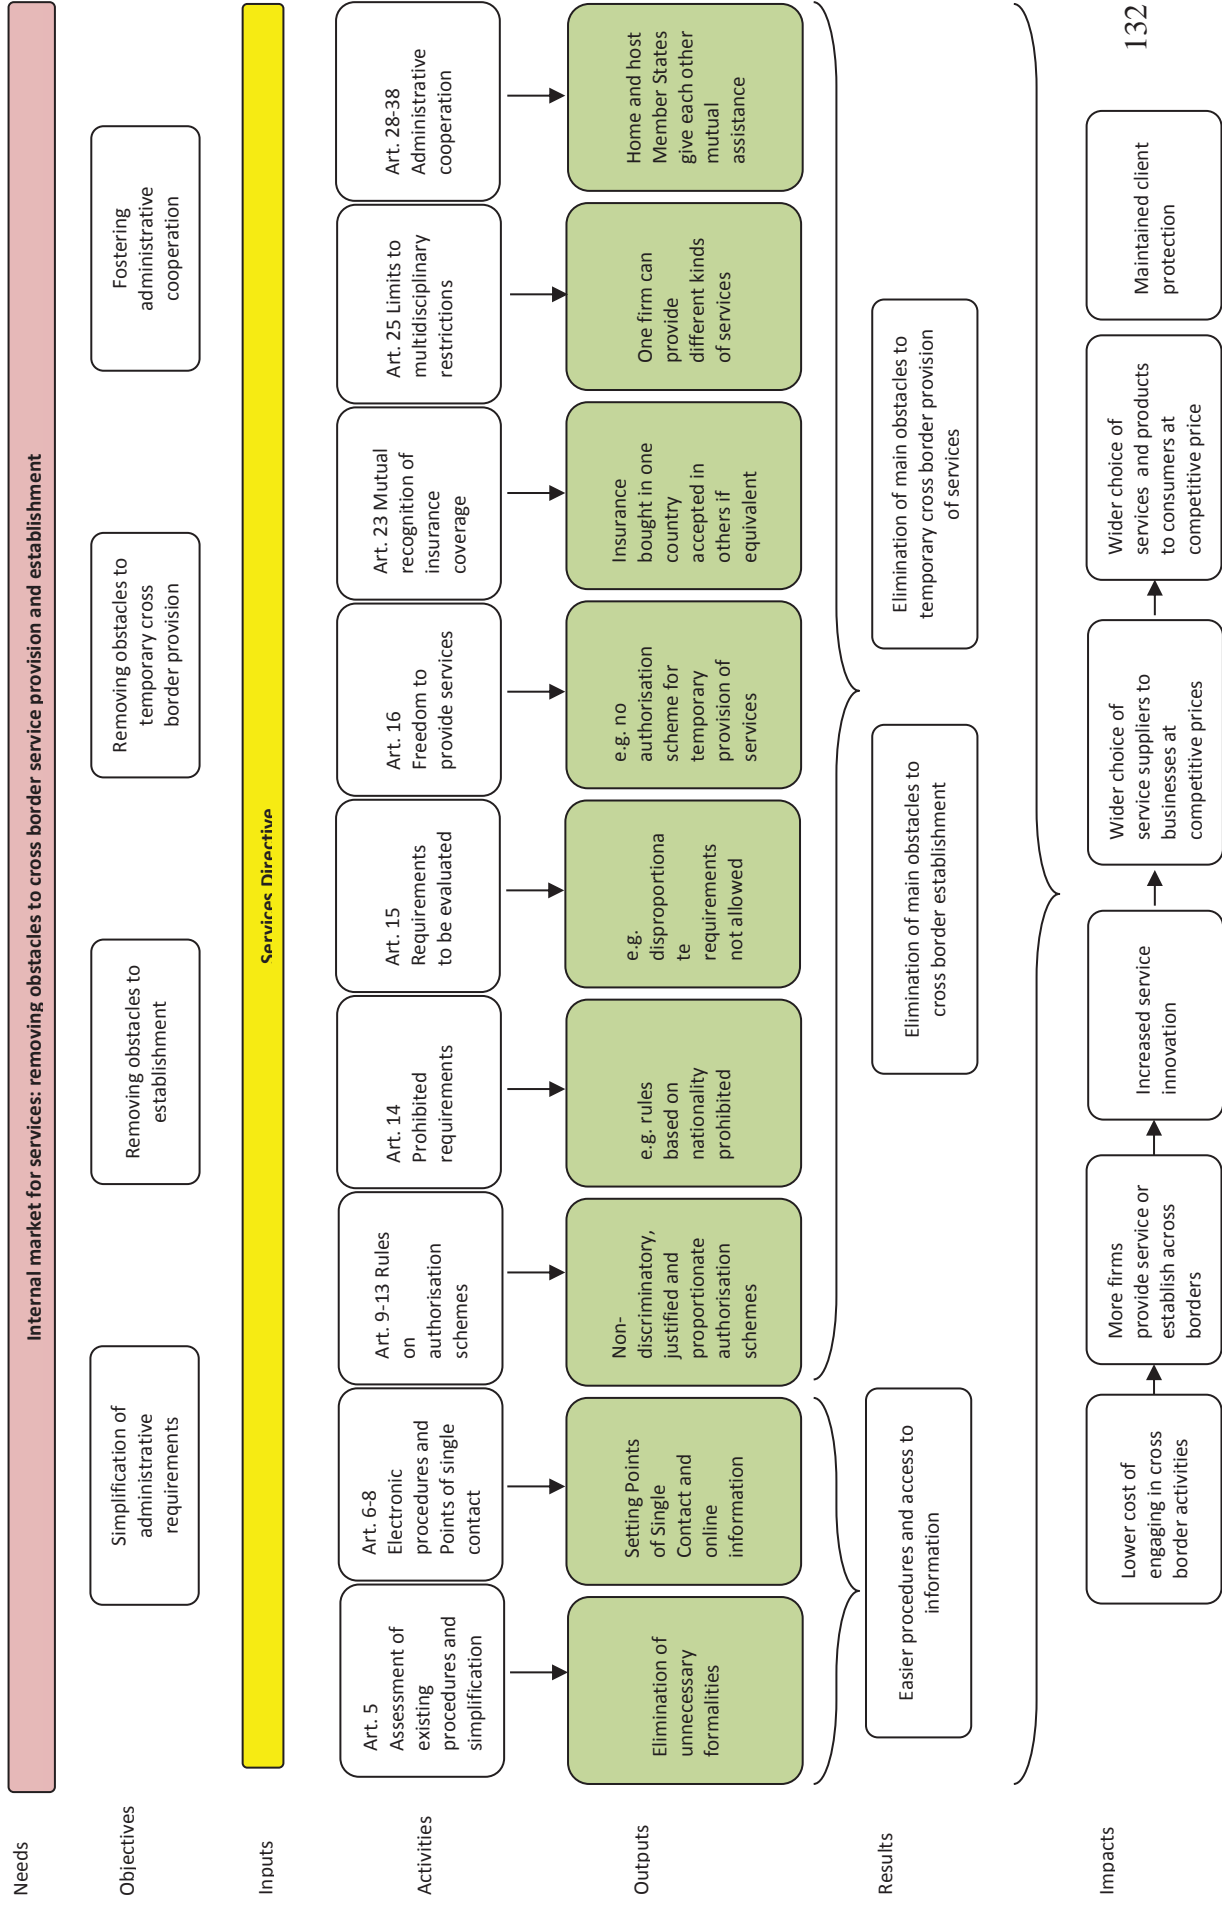 Needs
Internal market for services: removing obstacles to cross border service provision and establishment
Objectives
Simplification of
administrative
requirements
Removing obstacles to
establishment
Removing obstacles to
temporary cross
border provision
Fostering
administrative
cooperation
Inputs
Services Directive
Activities
Art. 5
Assessment of
existing
procedures and
simplification
Art. 6-8
Electronic
procedures and
Points of single
contact
Art. 9-13 Rules
on
authorisation
schemes
Art. 14
Prohibited
requirements
Art. 15
Requirements
to be evaluated
Art. 16
Freedom to
provide services
Art. 23 Mutual
recognition of
insurance
coverage
Art. 25 Limits to
multidisciplinary
restrictions
Art. 28-38
Administrative
cooperation
Outputs
Elimination of
unnecessary
formalities
Setting Points
of Single
Contact and
online
information
Non-
discriminatory,
justified and
proportionate
authorisation
schemes
e.g. rules
based on
nationality
prohibited
e.g.
disproportiona
te
requirements
not allowed
e.g. no
authorisation
scheme for
temporary
provision of
services
Insurance
bought in one
country
accepted in
others if
equivalent
One firm can
provide
different kinds
of services
Home and host
Member States
give each other
mutual
assistance
Results
Easier procedures and access to
information
Elimination of main obstacles to
cross border establishment
Elimination of main obstacles to
temporary cross border provision
of services
Impacts
Lower cost of
engaging in cross
border activities
More firms
provide service or
establish across
borders
Increased service
innovation
Wider choice of
service suppliers to
businesses at
competitive prices
Wider choice of
services and products
to consumers at
competitive price
Maintained client
protection
132